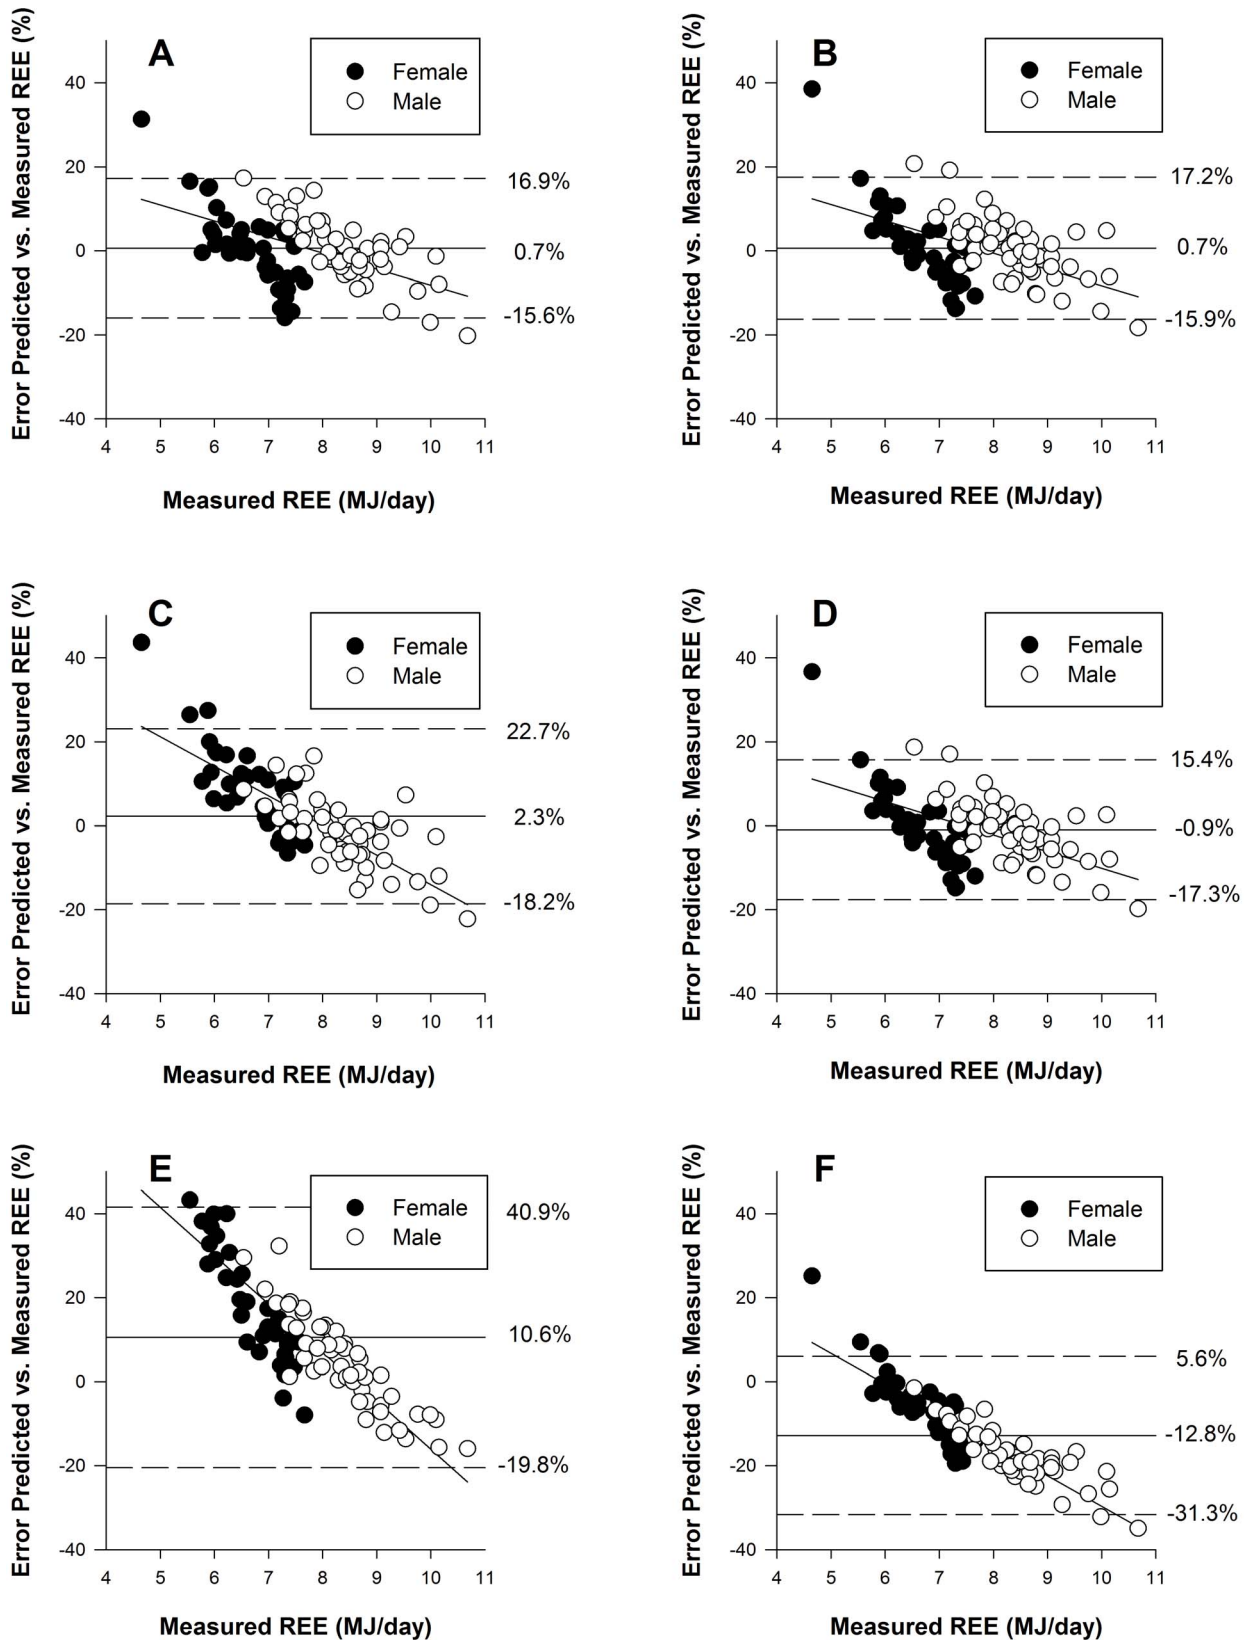 A
Error Predicted vs. Measured REE (%)
Female
Male
40
20
0
-20
-40
16.9%
0.7%
-15.6%
4 5 6 7 8 9 10 11
Measured REE (MJ/day)
B
Error Predicted vs. Measured REE (%)
Female
Male
40
20
0
-20
-40
17.2%
0.7%
-15.9%
4 5 6 7 8 9 10 11
Measured REE (MJ/day)
C
Error Predicted vs. Measured REE (%)
Female
Male
40
20
0
-20
-40
22.7%
2.3%
-18.2%
4 5 6 7 8 9 10 11
Measured REE (MJ/day)
D
Error Predicted vs. Measured REE (%)
Female
Male
40
20
0
-20
-40
15.4%
-0.9%
-17.3%
4 5 6 7 8 9 10 11
Measured REE (MJ/day)
E
Error Predicted vs. Measured REE (%)
Female
Male
40
20
0
-20
-40
40.9%
10.6%
-19.8%
4 5 6 7 8 9 10 11
Measured REE (MJ/day)
F
Error Predicted vs. Measured REE (%)
Female
Male
40
20
0
-20
-40
5.6%
-12.8%
-31.3%
4 5 6 7 8 9 10 11
Measured REE (MJ/day)